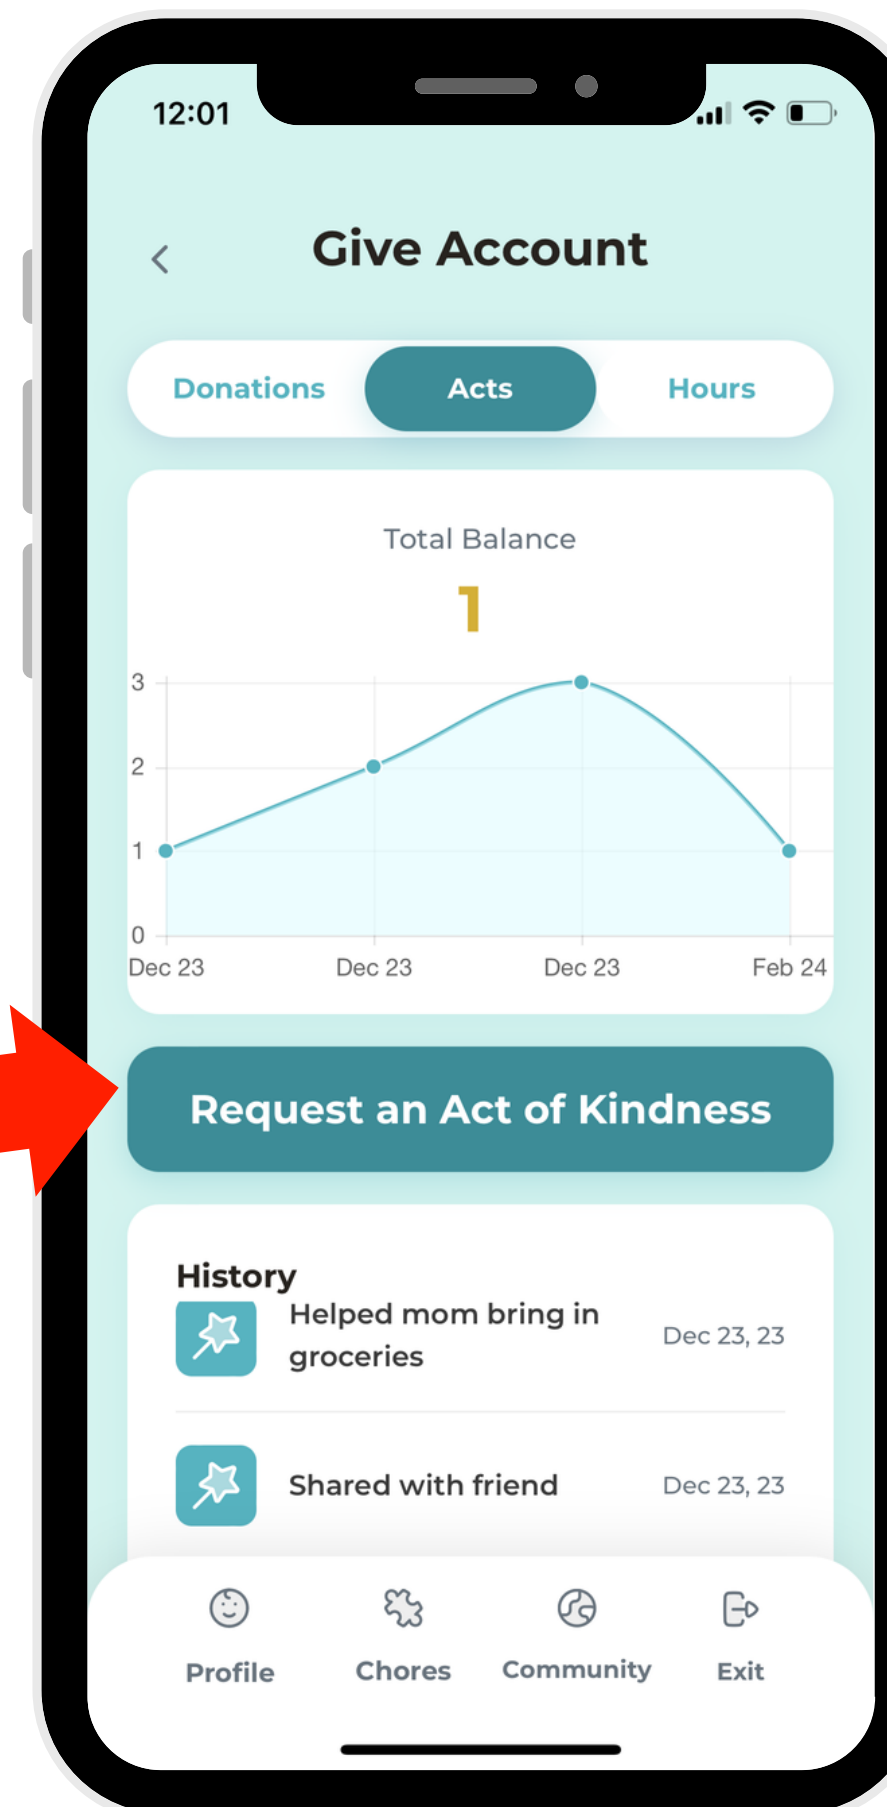 12:01
Give Account
Donations Acts Hours
Total Balance
1
3
2
1
0
Dec 23 Dec 23 Dec 23 Feb 24
Request an Act of Kindness
History
Helped mom bring in
groceries
Dec 23, 23
Shared with friend Dec 23, 23
Profile Chores Community Exit